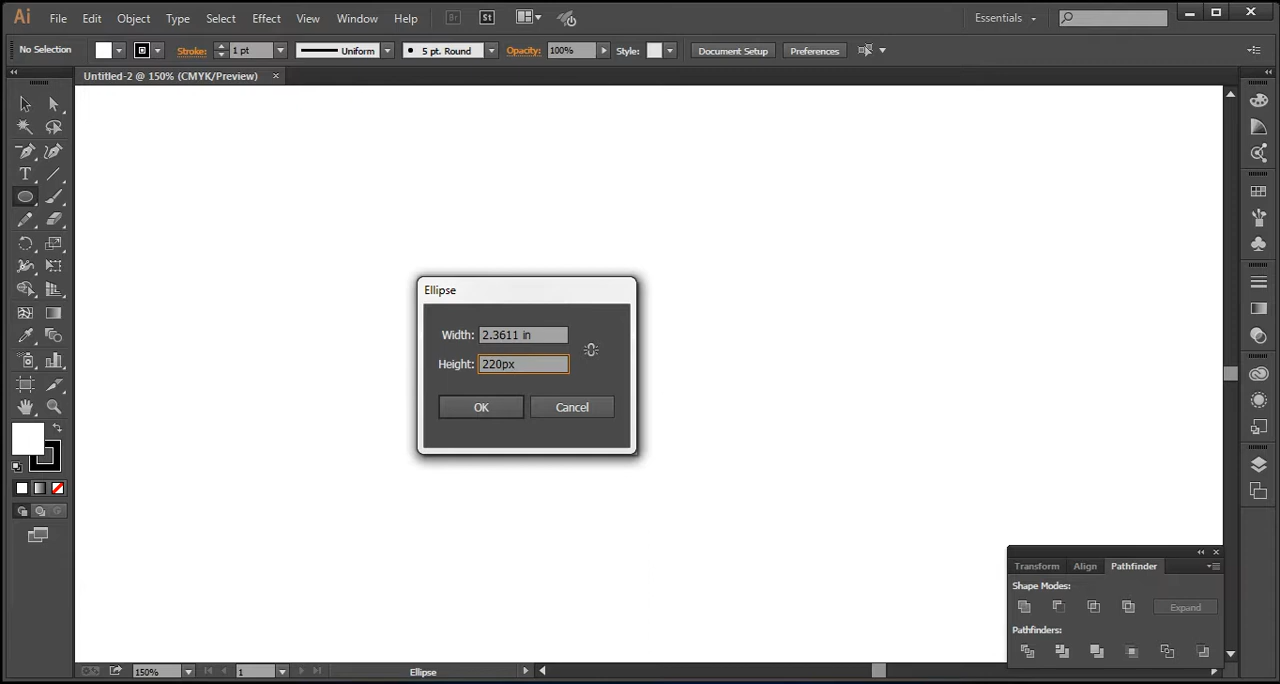 Ai File Edit Object Type Select Effect View Window Help Br St Essentials
No Selection Stroke: 1 pt Uniform 5 pt. Round Opacity: 100% Style: Document Setup Preferences
Untitled-2 @ 150% (CMYK/Preview) ×
Ellipse
Width: 2.3611 in
Height: 220px
OK Cancel
Transform Align Pathfinder
Shape Modes:
Expand
Pathfinders:
150% 1 Ellipse